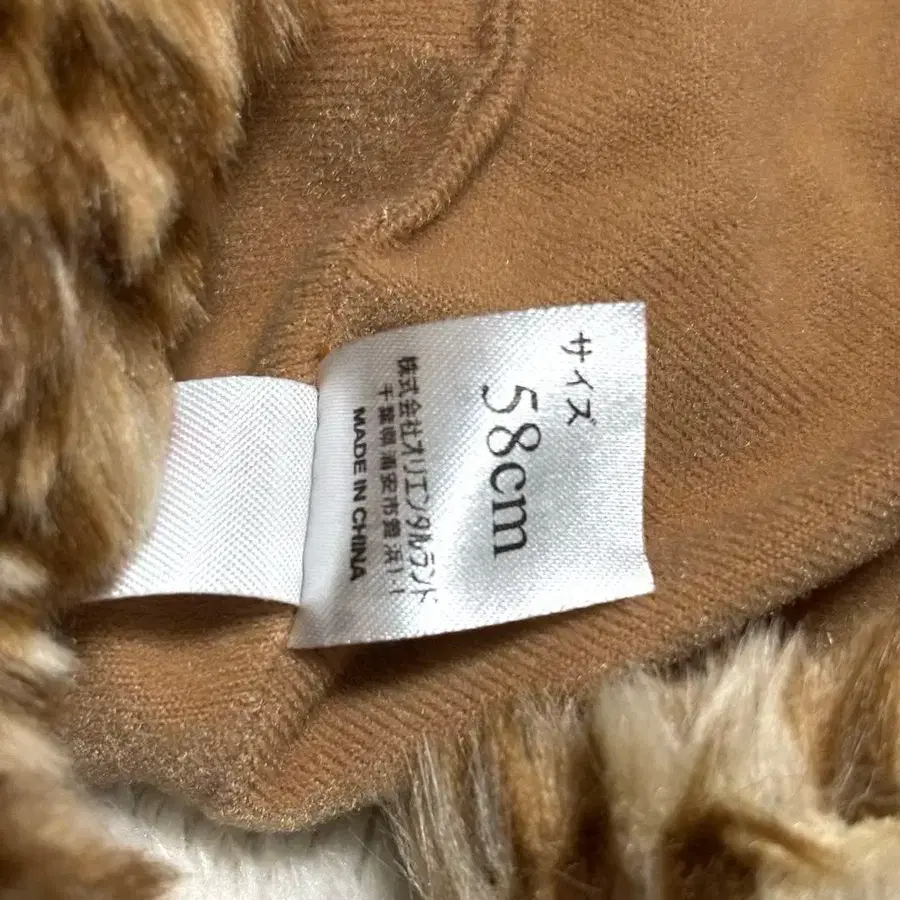 サイズ
58cm
株式会社オリエンタルランド
千葉県浦安市舞浜1-1
MADE IN CHINA